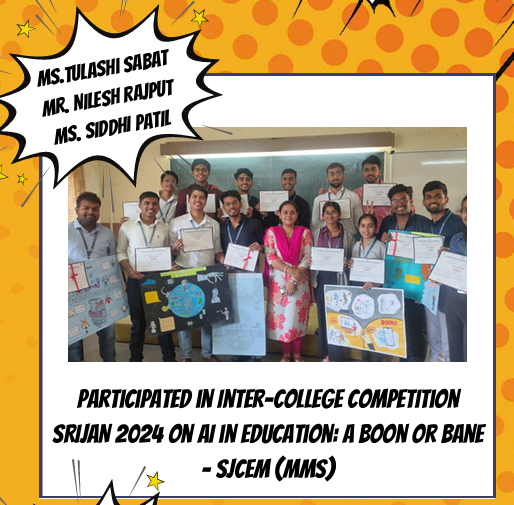 MS.TULASHI SABAT
MR. NILESH RAJPUT
MS. SIDDHI PATIL
PARTICIPATED IN INTER-COLLEGE COMPETITION
SRIJAN 2024 ON AI IN EDUCATION: A BOON OR BANE
- SJCEM (MMS)